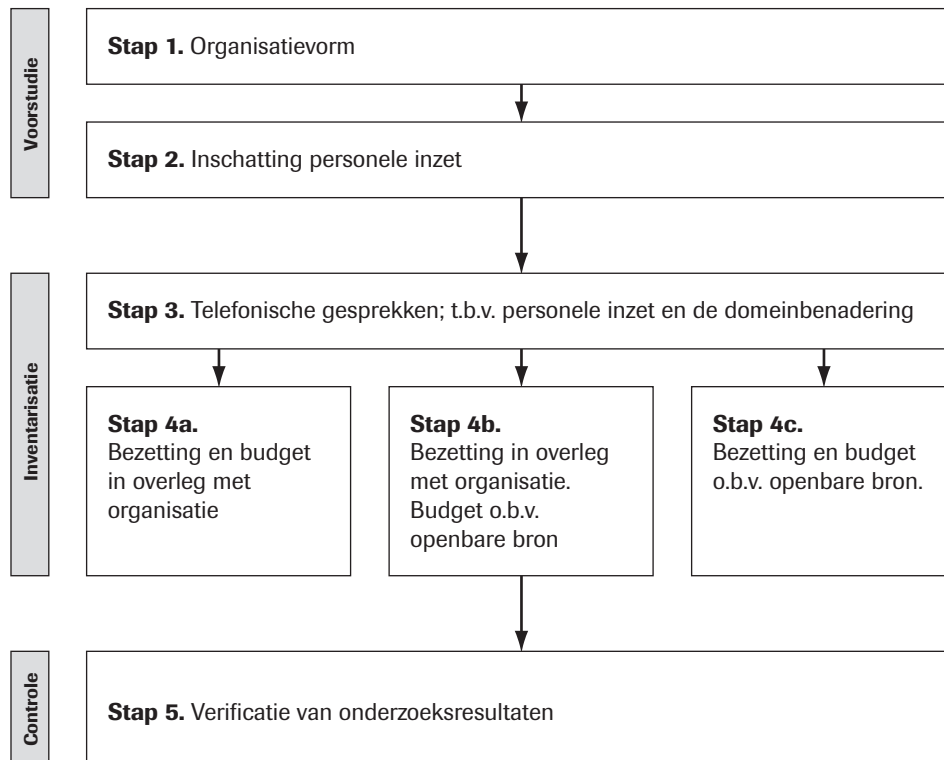 Voorstudie
Stap 1. Organisatievorm
Stap 2. Inschatting personele inzet
Inventarisatie
Stap 3. Telefonische gesprekken; t.b.v. personele inzet en de domeinbenadering
Stap 4a.
Bezetting en budget
in overleg met
organisatie
Stap 4b.
Bezetting in overleg
met organisatie.
Budget o.b.v.
openbare bron
Stap 4c.
Bezetting en budget
o.b.v. openbare bron.
Controle
Stap 5. Verificatie van onderzoeksresultaten